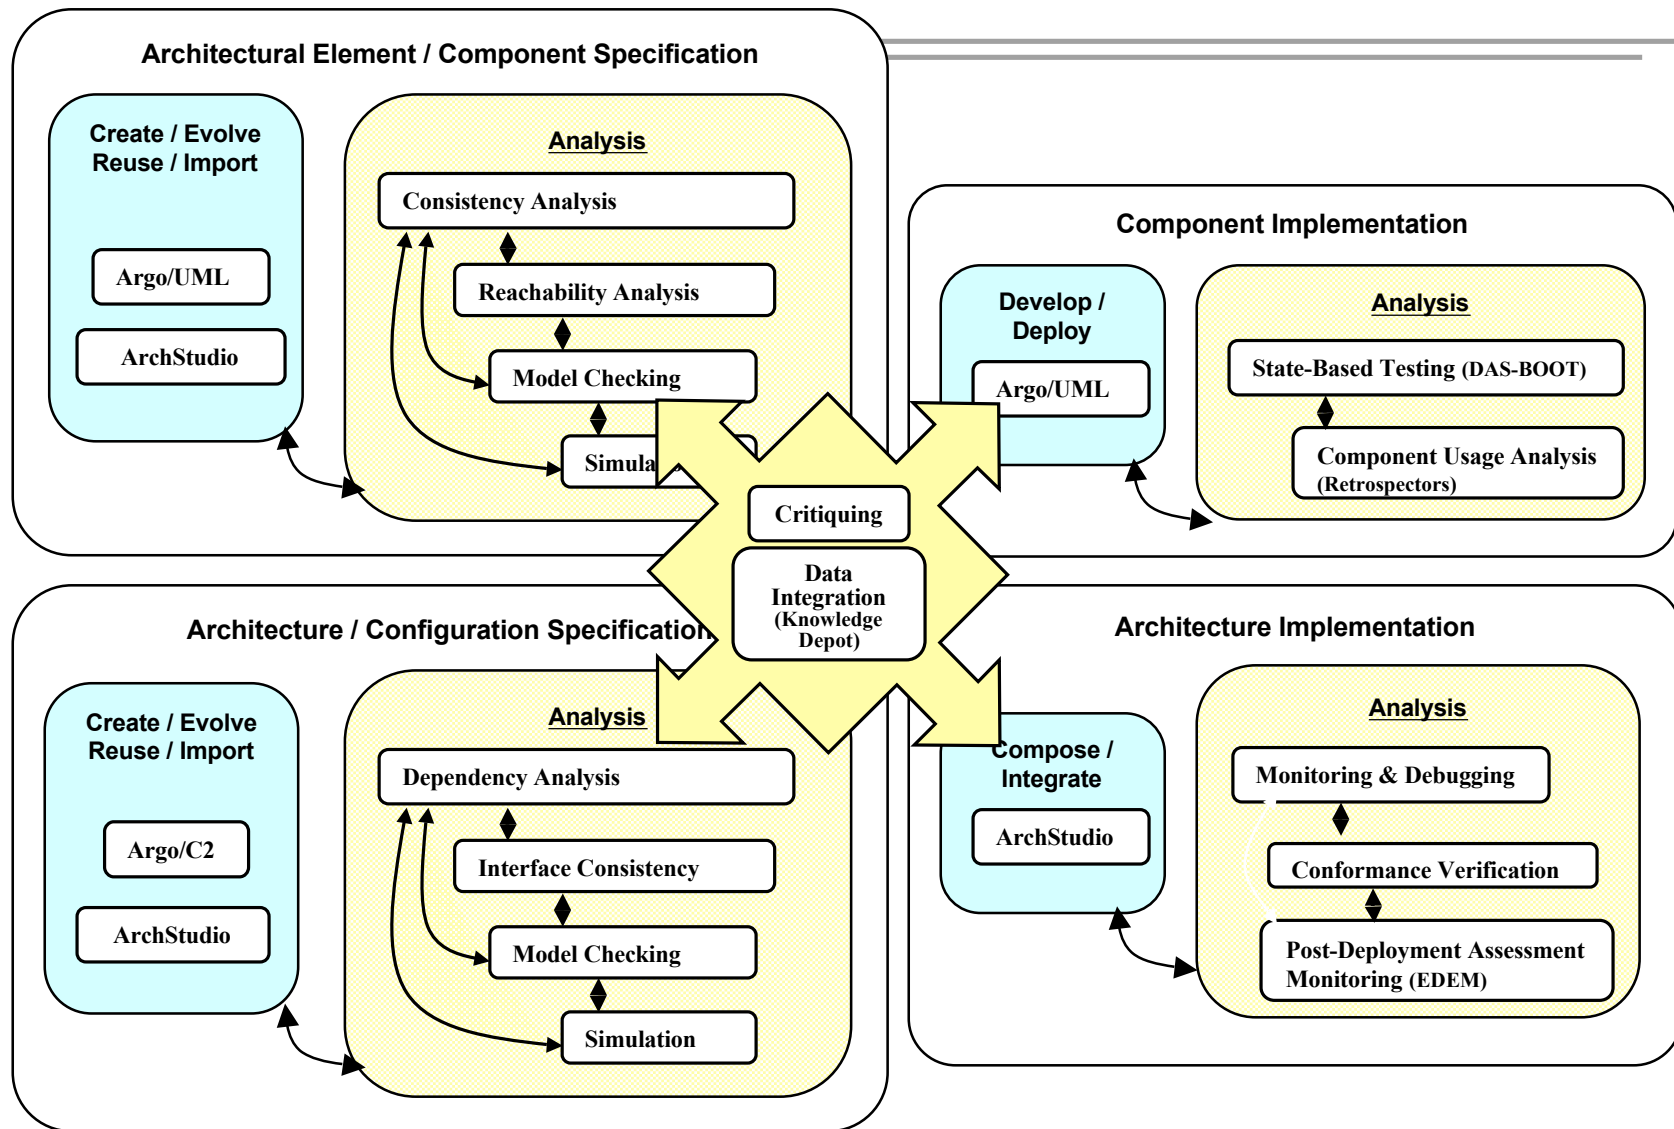 Architectural Element / Component Specification
Create / Evolve
Reuse / Import
Argo/UML
ArchStudio
Analysis
Consistency Analysis
Reachability Analysis
Model Checking
Component Implementation
Develop /
Deploy
Argo/UML
Analysis
State-Based Testing (DAS-BOOT)
Component Usage Analysis
(Retrospectors)
Critiquing
Data
Integration
(Knowledge
Depot)
Architecture / Configuration Specification
Create / Evolve
Reuse / Import
Argo/C2
ArchStudio
Analysis
Dependency Analysis
Interface Consistency
Model Checking
Simulation
Architecture Implementation
Compose /
Integrate
ArchStudio
Analysis
Monitoring & Debugging
Conformance Verification
Post-Deployment Assessment
Monitoring (EDEM)